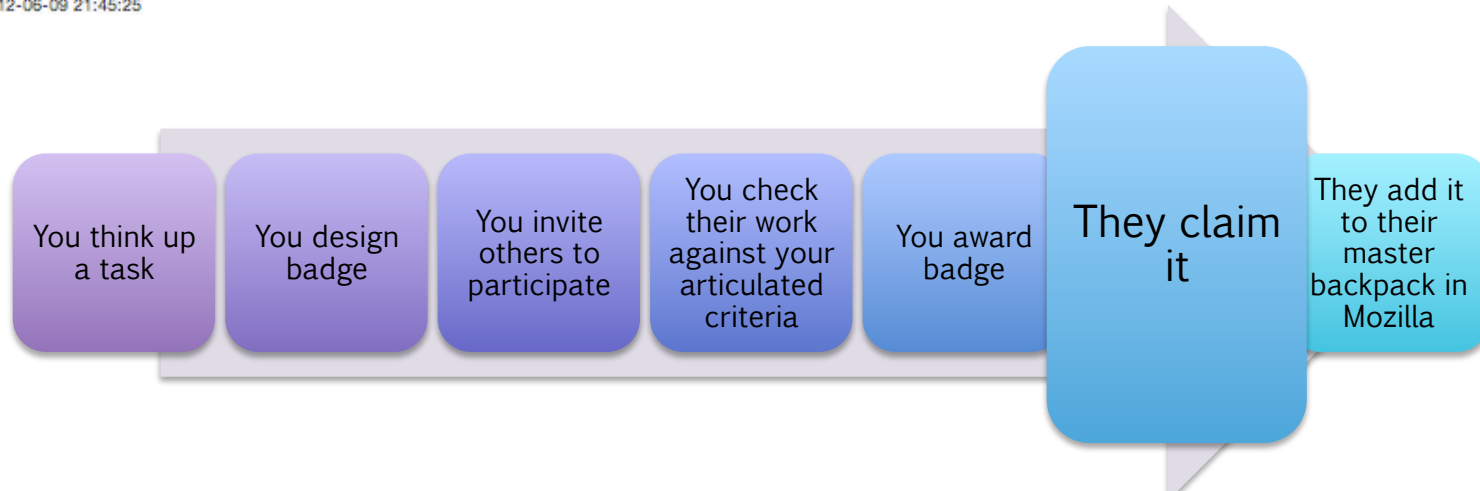 12-06-09 21:45:25
You think up
a task
You design
badge
You invite
others to
participate
You check
their work
against your
articulated
criteria
You award
badge
They claim
it
They add it
to their
master
backpack in
Mozilla